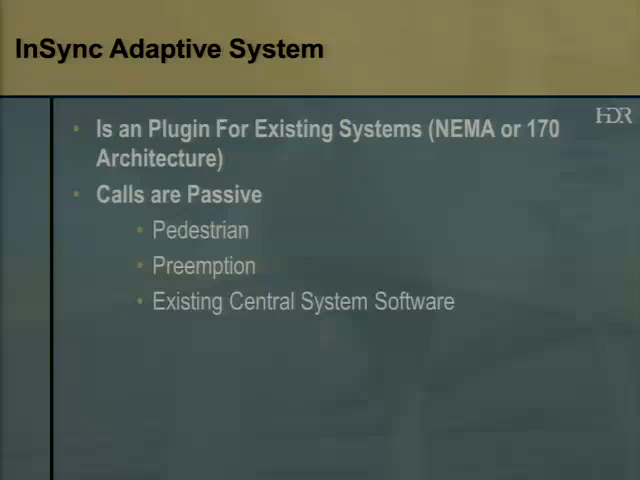 InSync Adaptive System
HDR
• Is an Plugin For Existing Systems (NEMA or 170
Architecture)
• Calls are Passive
• Pedestrian
• Preemption
• Existing Central System Software